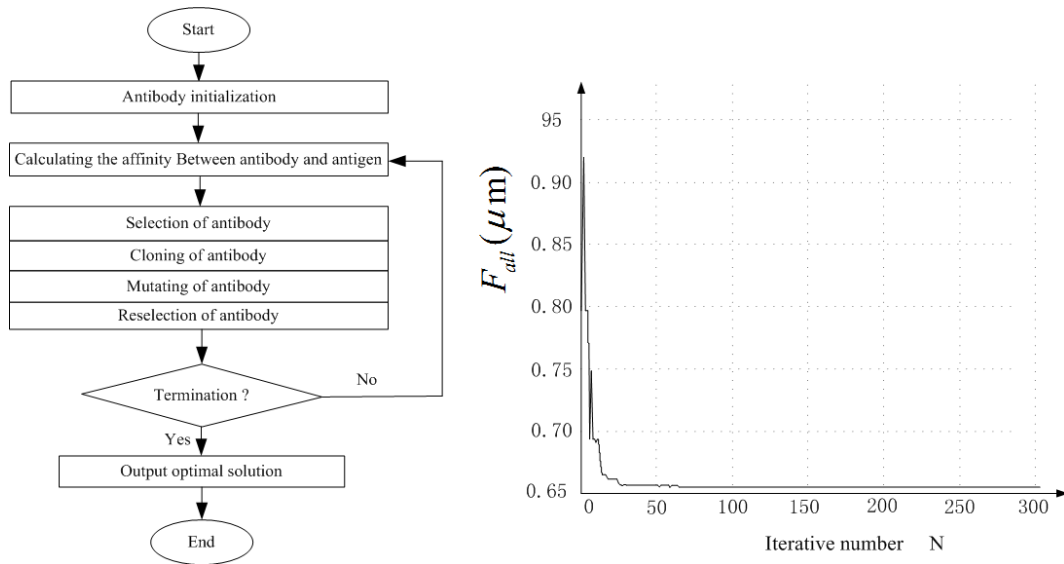 Start
Antibody initialization
Calculating the affinity Between antibody and antigen
Selection of antibody
Cloning of antibody
Mutating of antibody
Reselection of antibody
Termination ?
No
Yes
Output optimal solution
End
95
0.90
0.85
0.80
0.75
0.70
0.65
F_all (μm)
0 50 100 150 200 250 300
Iterative number N